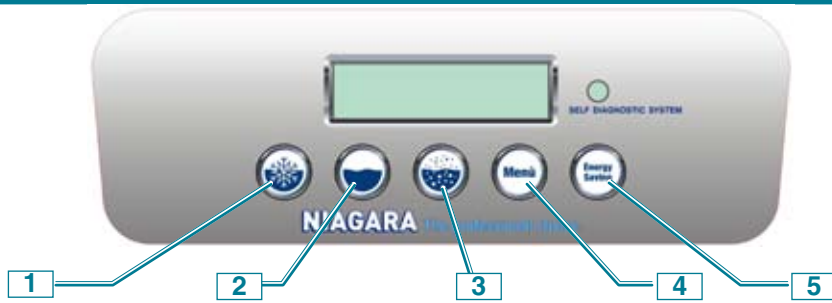 SELF DIAGNOSTIC SYSTEM
Menù
Energy
Saving
NIAGARA
1
2
3
4
5